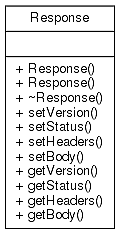 Response
+ Response()
+ Response()
+ ~Response()
+ setVersion()
+ setStatus()
+ setHeaders()
+ setBody()
+ getVersion()
+ getStatus()
+ getHeaders()
+ getBody()